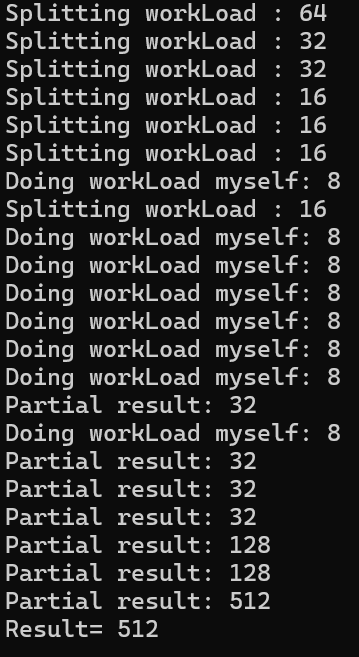 Splitting workLoad : 64
Splitting workLoad : 32
Splitting workLoad : 32
Splitting workLoad : 16
Splitting workLoad : 16
Splitting workLoad : 16
Doing workLoad myself: 8
Splitting workLoad : 16
Doing workLoad myself: 8
Doing workLoad myself: 8
Doing workLoad myself: 8
Doing workLoad myself: 8
Doing workLoad myself: 8
Doing workLoad myself: 8
Partial result: 32
Doing workLoad myself: 8
Partial result: 32
Partial result: 32
Partial result: 32
Partial result: 128
Partial result: 128
Partial result: 512
Result= 512